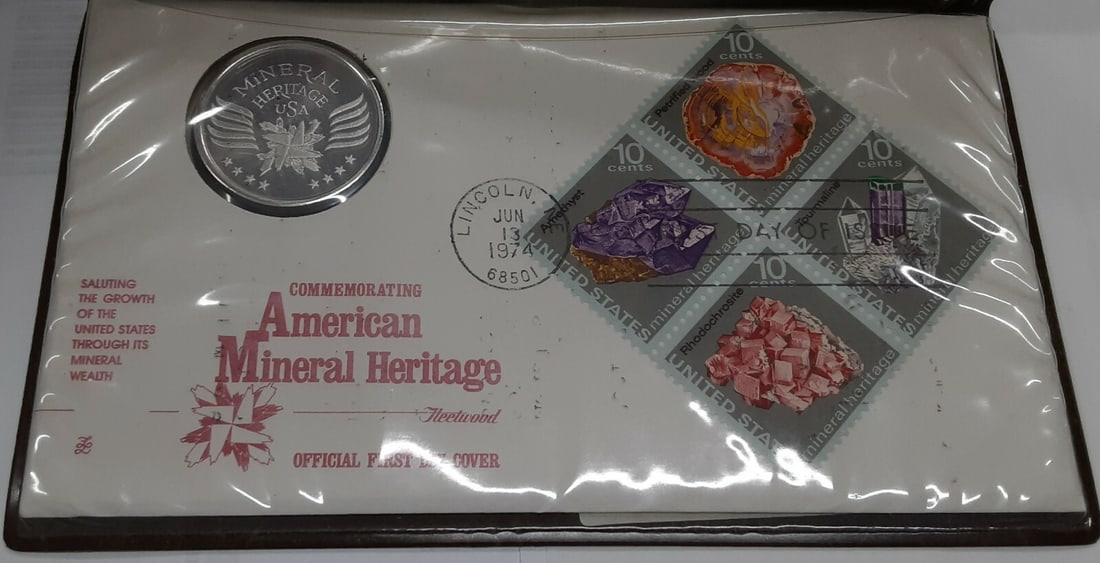 MINERAL
HERITAGE
USA
LINCOLN,
JUN
13
1974
68501
DAY OF
10
cents
Petrified
UNITED STATES
mineral heritage
10
cents
Amethyst
UNITED STATES
mineral heritage
10
cents
Tourmaline
UNITED STATES
mineral heritage
10
cents
Rhodochrosite
UNITED STATES
mineral heritage
SALUTING
THE GROWTH
OF THE
UNITED STATES
THROUGH ITS
MINERAL
WEALTH
COMMEMORATING
American
Mineral Heritage
Fleetwood
OFFICIAL FIRST DAY COVER